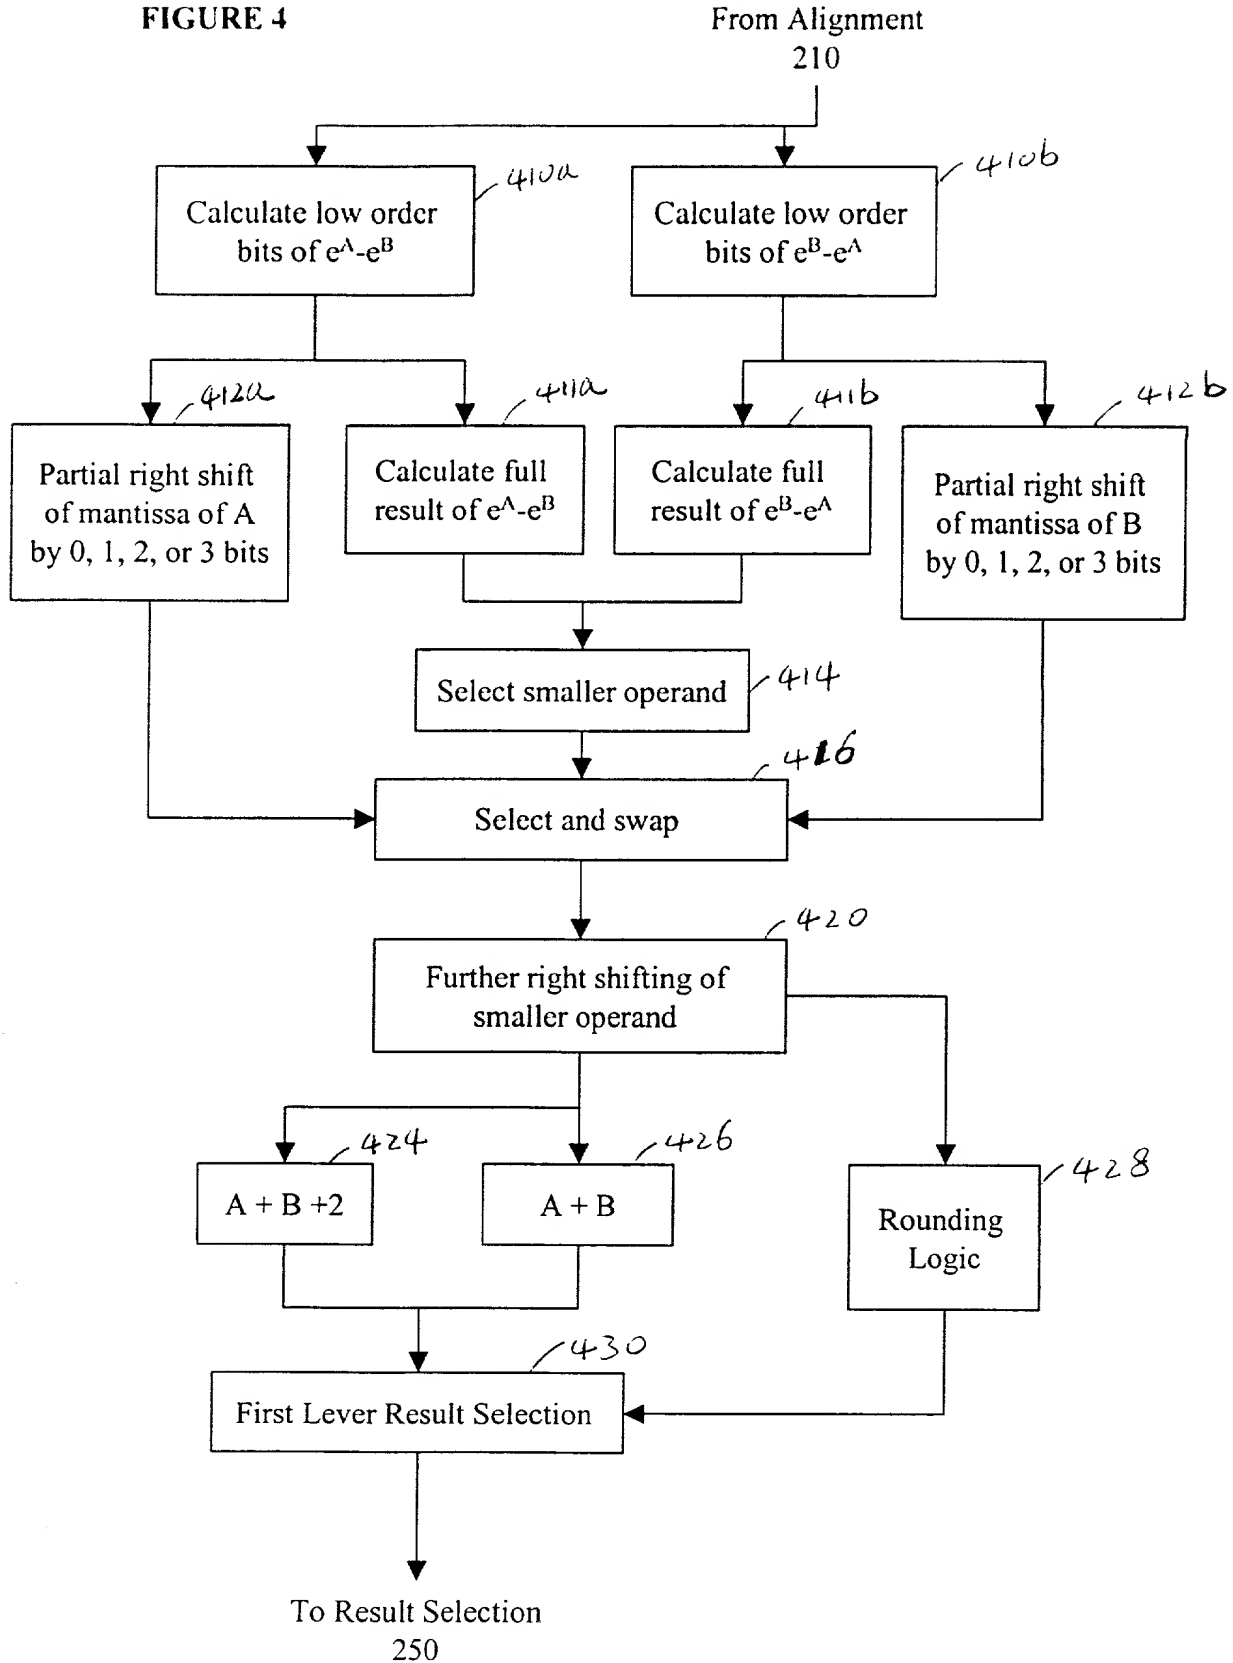 FIGURE 4
From Alignment
210
410a
410b
Calculate low order
bits of e^A-e^B
Calculate low order
bits of e^B-e^A
412a
411a
411b
412b
Partial right shift
of mantissa of A
by 0, 1, 2, or 3 bits
Calculate full
result of e^A-e^B
Calculate full
result of e^B-e^A
Partial right shift
of mantissa of B
by 0, 1, 2, or 3 bits
Select smaller operand
414
416
Select and swap
420
Further right shifting of
smaller operand
424
426
428
A + B +2
A + B
Rounding
Logic
430
First Lever Result Selection
To Result Selection
250